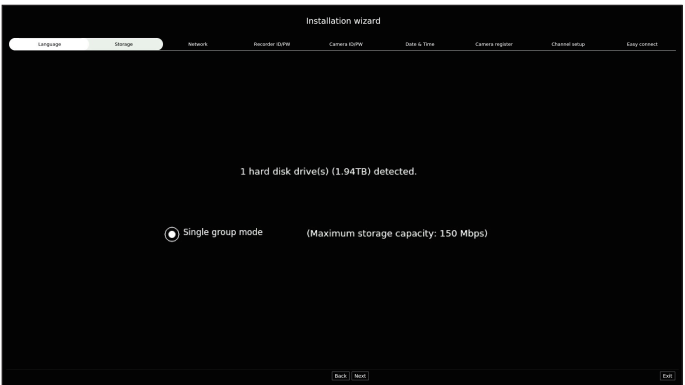 Installation wizard
Language Storage Network Recorder ID/PW Camera ID/PW Date & Time Camera register Channel setup Easy connect
1 hard disk drive(s) (1.94TB) detected.
Single group mode (Maximum storage capacity: 150 Mbps)
Back Next Exit